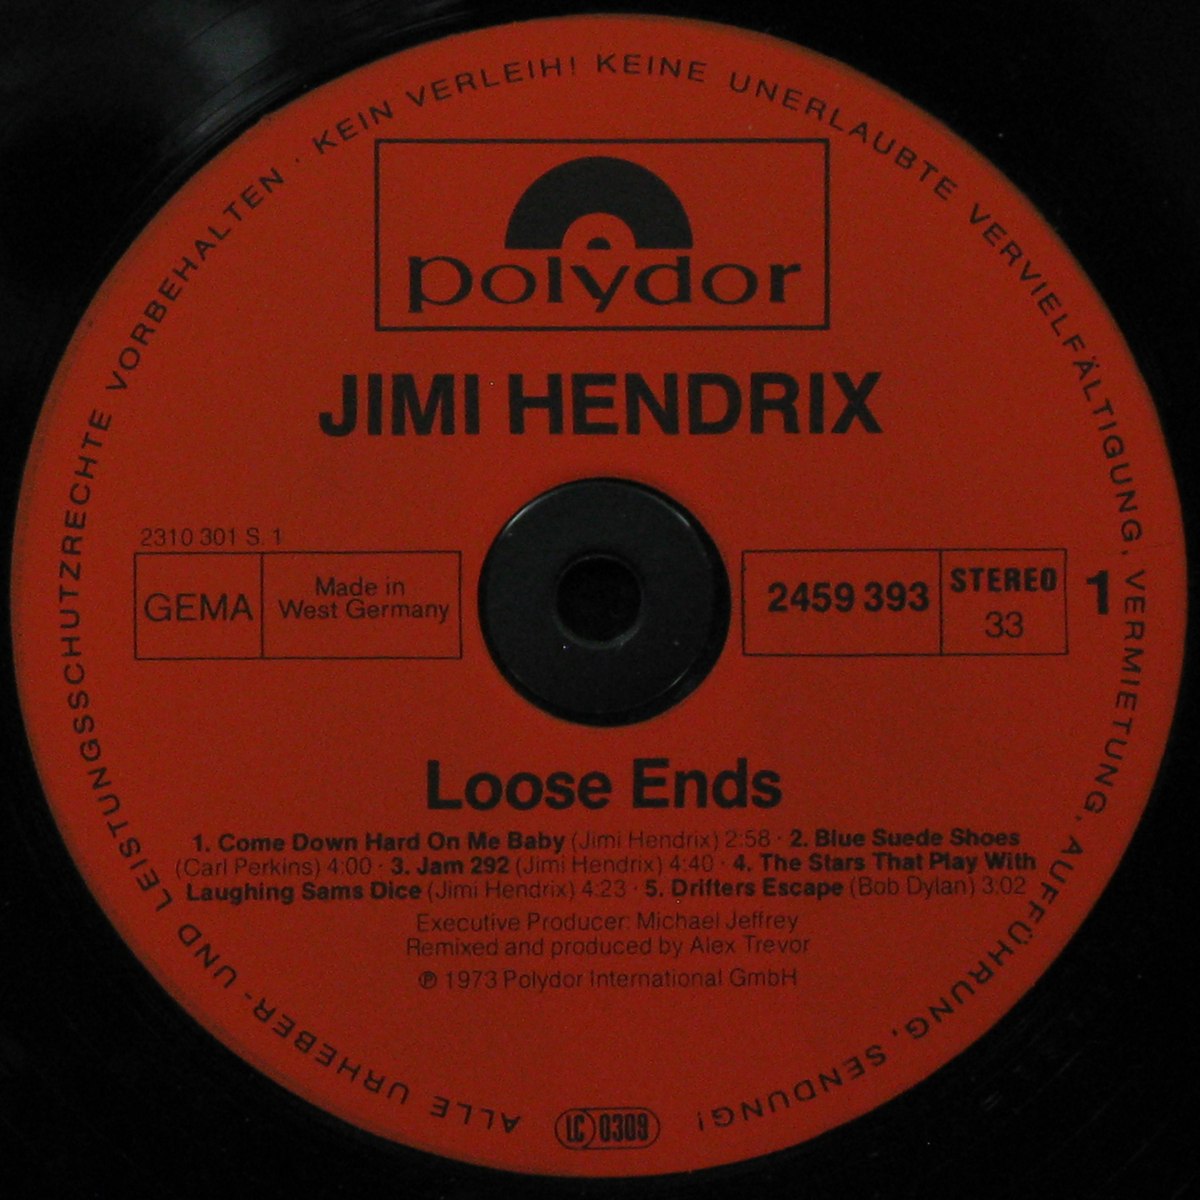 ALLE URHEBER- UND LEISTUNGSSCHUTZRECHTE VORBEHALTEN · KEIN VERLEIH! KEINE UNERLAUBTE VERVIELFÄLTIGUNG, VERMIETUNG, AUFFÜHRUNG, SENDUNG!
polydor
JIMI HENDRIX
2310 301 S. 1
GEMA
Made in
West Germany
2459 393
STEREO
33
1
Loose Ends
1. Come Down Hard On Me Baby (Jimi Hendrix) 2:58 · 2. Blue Suede Shoes
(Carl Perkins) 4:00 · 3. Jam 292 (Jimi Hendrix) 4:40 · 4. The Stars That Play With
Laughing Sams Dice (Jimi Hendrix) 4:23 · 5. Drifters Escape (Bob Dylan) 3:02
Executive Producer: Michael Jeffrey
Remixed and produced by Alex Trevor
℗ 1973 Polydor International GmbH
LC 0309